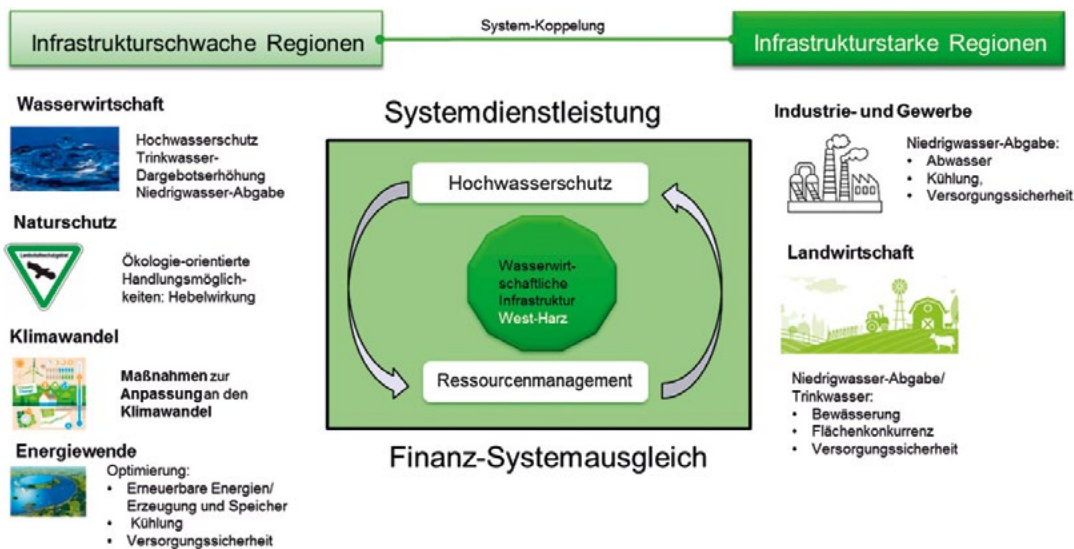 Infrastrukturschwache Regionen
System-Koppelung
Infrastrukturstarke Regionen
Wasserwirtschaft
Hochwasserschutz
Trinkwasser-
Dargebotserhöhung
Niedrigwasser-Abgabe
Naturschutz
Landschaftsschutzgebiet
Ökologie-orientierte
Handlungsmöglich-
keiten: Hebelwirkung
Klimawandel
Maßnahmen zur
Anpassung an den
Klimawandel
Energiewende
Optimierung:
• Erneuerbare Energien/
Erzeugung und Speicher
• Kühlung
• Versorgungssicherheit
Systemdienstleistung
Hochwasserschutz
Wasserwirt-
schaftliche
Infrastruktur
West-Harz
Ressourcenmanagement
Finanz-Systemausgleich
Industrie- und Gewerbe
Niedrigwasser-Abgabe:
• Abwasser
• Kühlung,
• Versorgungssicherheit
Landwirtschaft
Niedrigwasser-Abgabe/
Trinkwasser:
• Bewässerung
• Flächenkonkurrenz
• Versorgungssicherheit